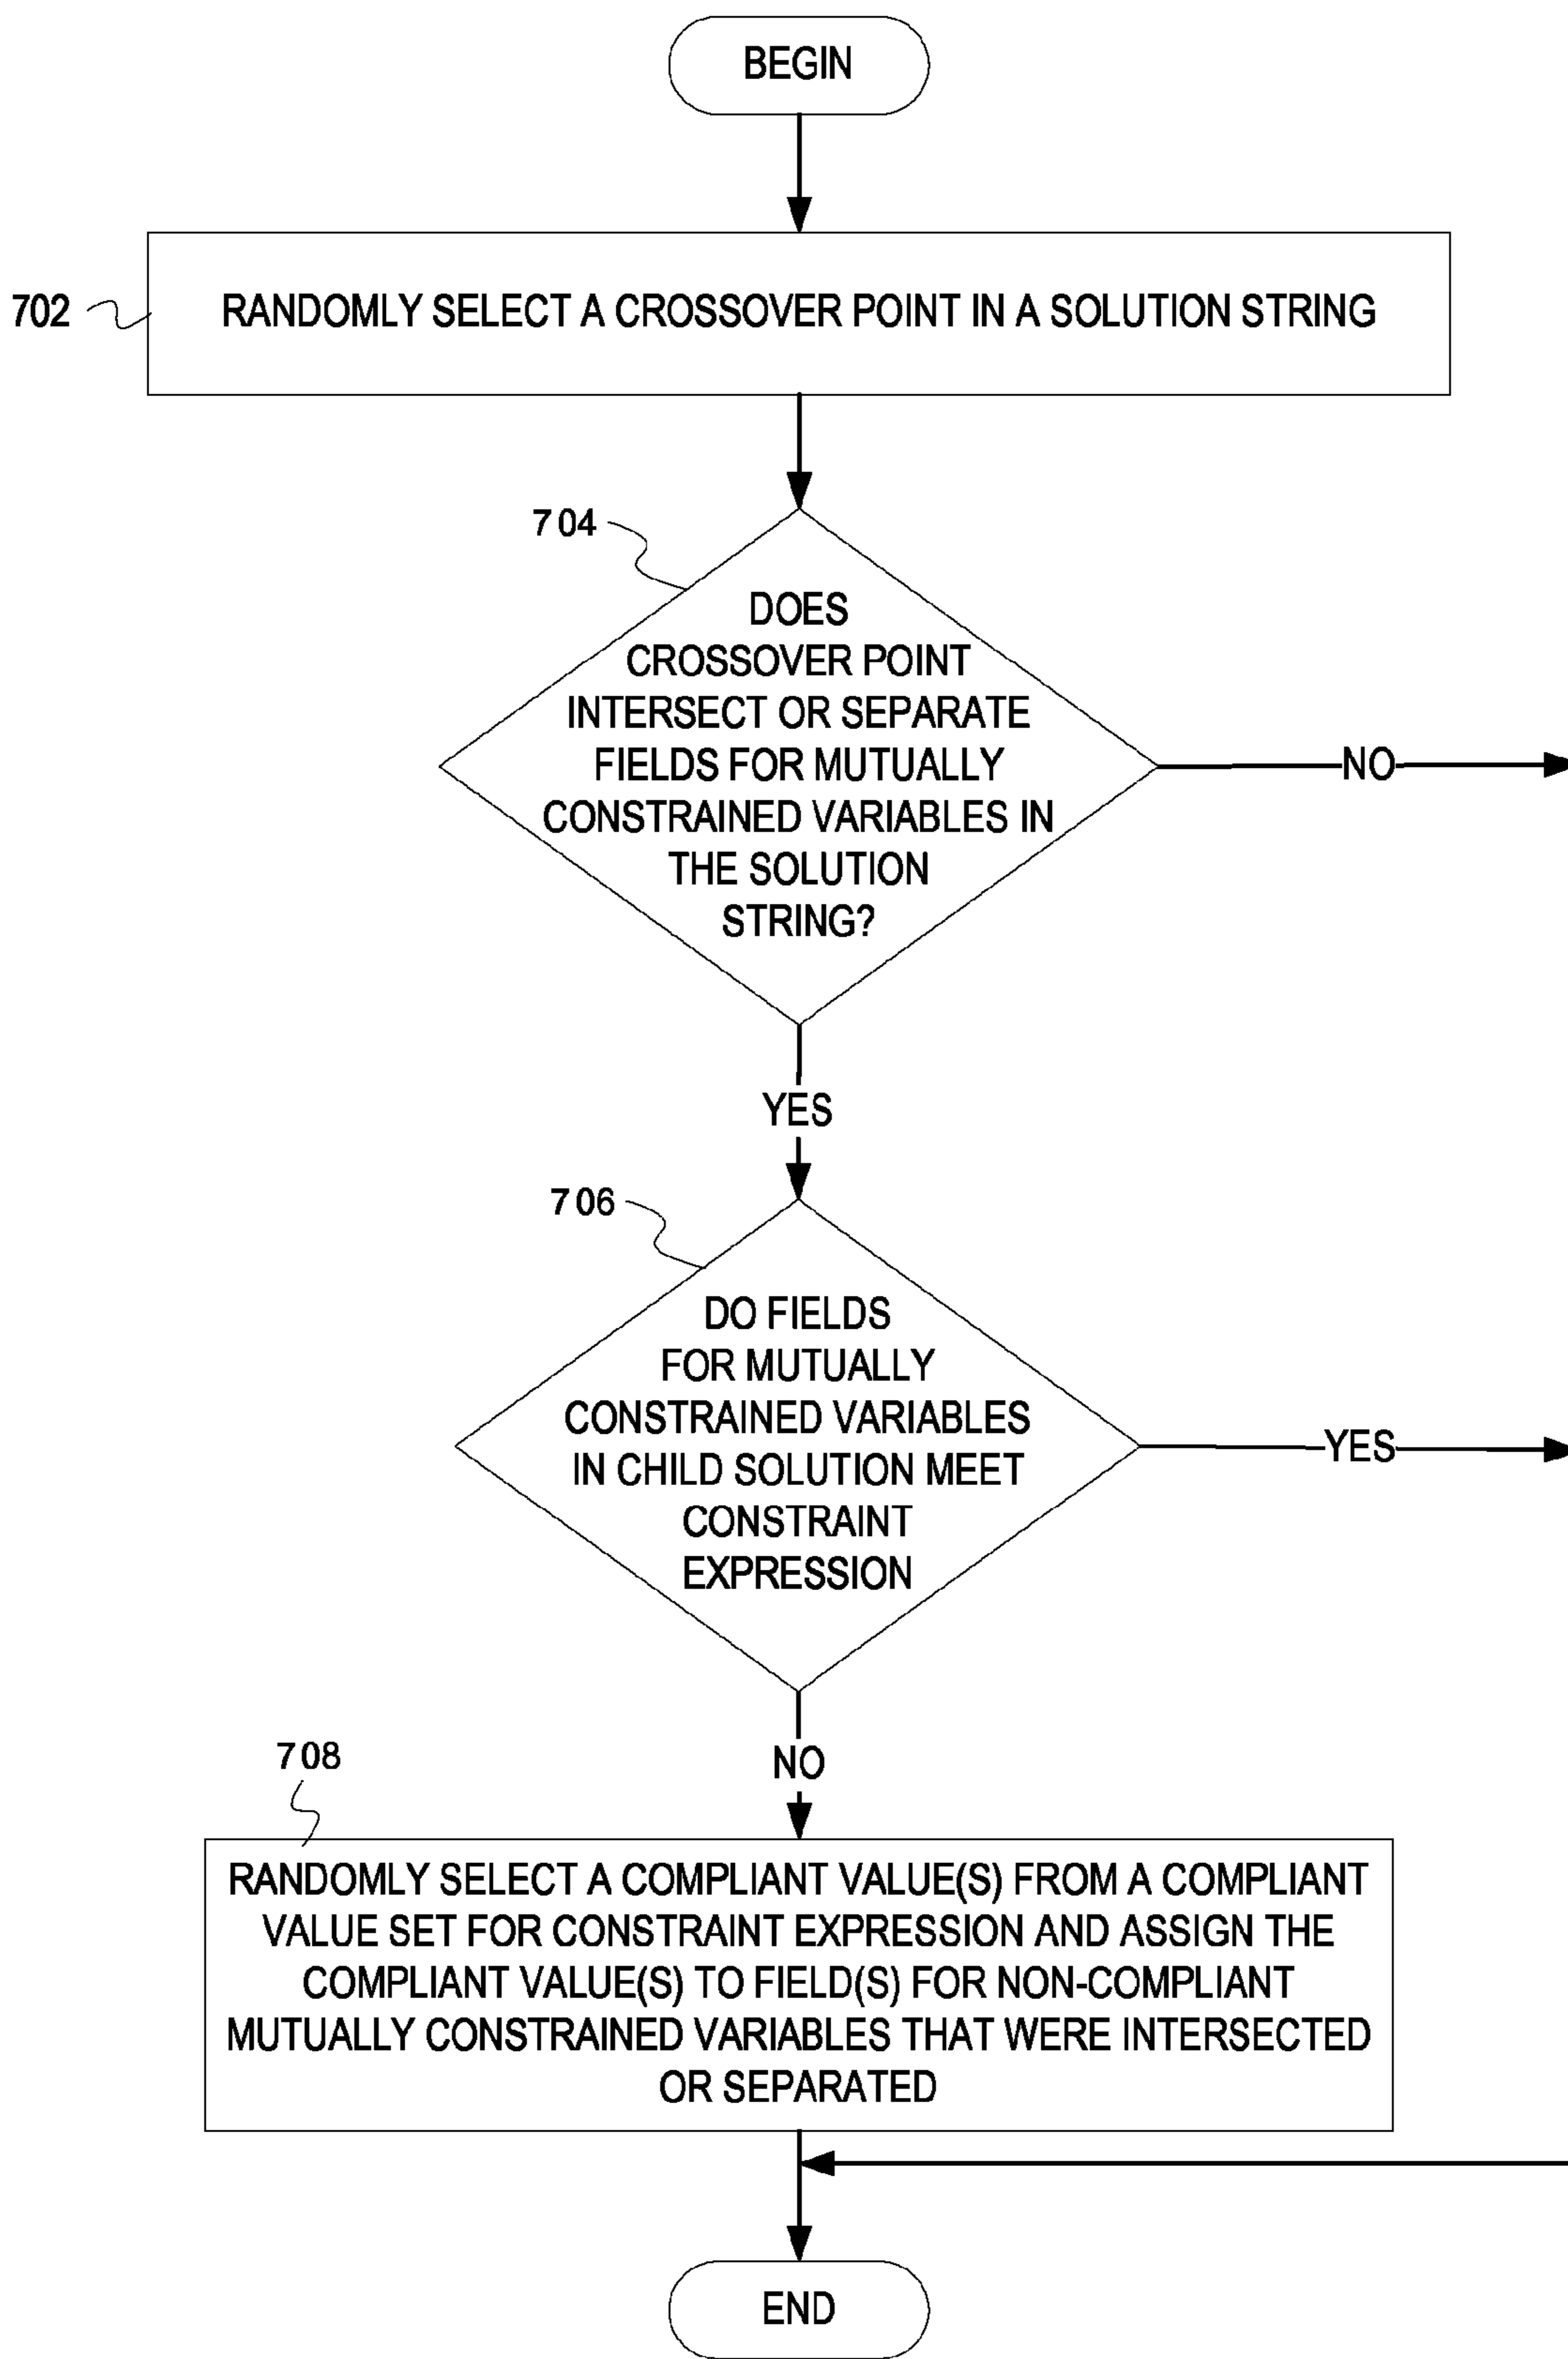 BEGIN
702
RANDOMLY SELECT A CROSSOVER POINT IN A SOLUTION STRING
704
DOES
CROSSOVER POINT
INTERSECT OR SEPARATE
FIELDS FOR MUTUALLY
CONSTRAINED VARIABLES IN
THE SOLUTION
STRING?
NO
YES
706
DO FIELDS
FOR MUTUALLY
CONSTRAINED VARIABLES
IN CHILD SOLUTION MEET
CONSTRAINT
EXPRESSION
YES
NO
708
RANDOMLY SELECT A COMPLIANT VALUE(S) FROM A COMPLIANT
VALUE SET FOR CONSTRAINT EXPRESSION AND ASSIGN THE
COMPLIANT VALUE(S) TO FIELD(S) FOR NON-COMPLIANT
MUTUALLY CONSTRAINED VARIABLES THAT WERE INTERSECTED
OR SEPARATED
END